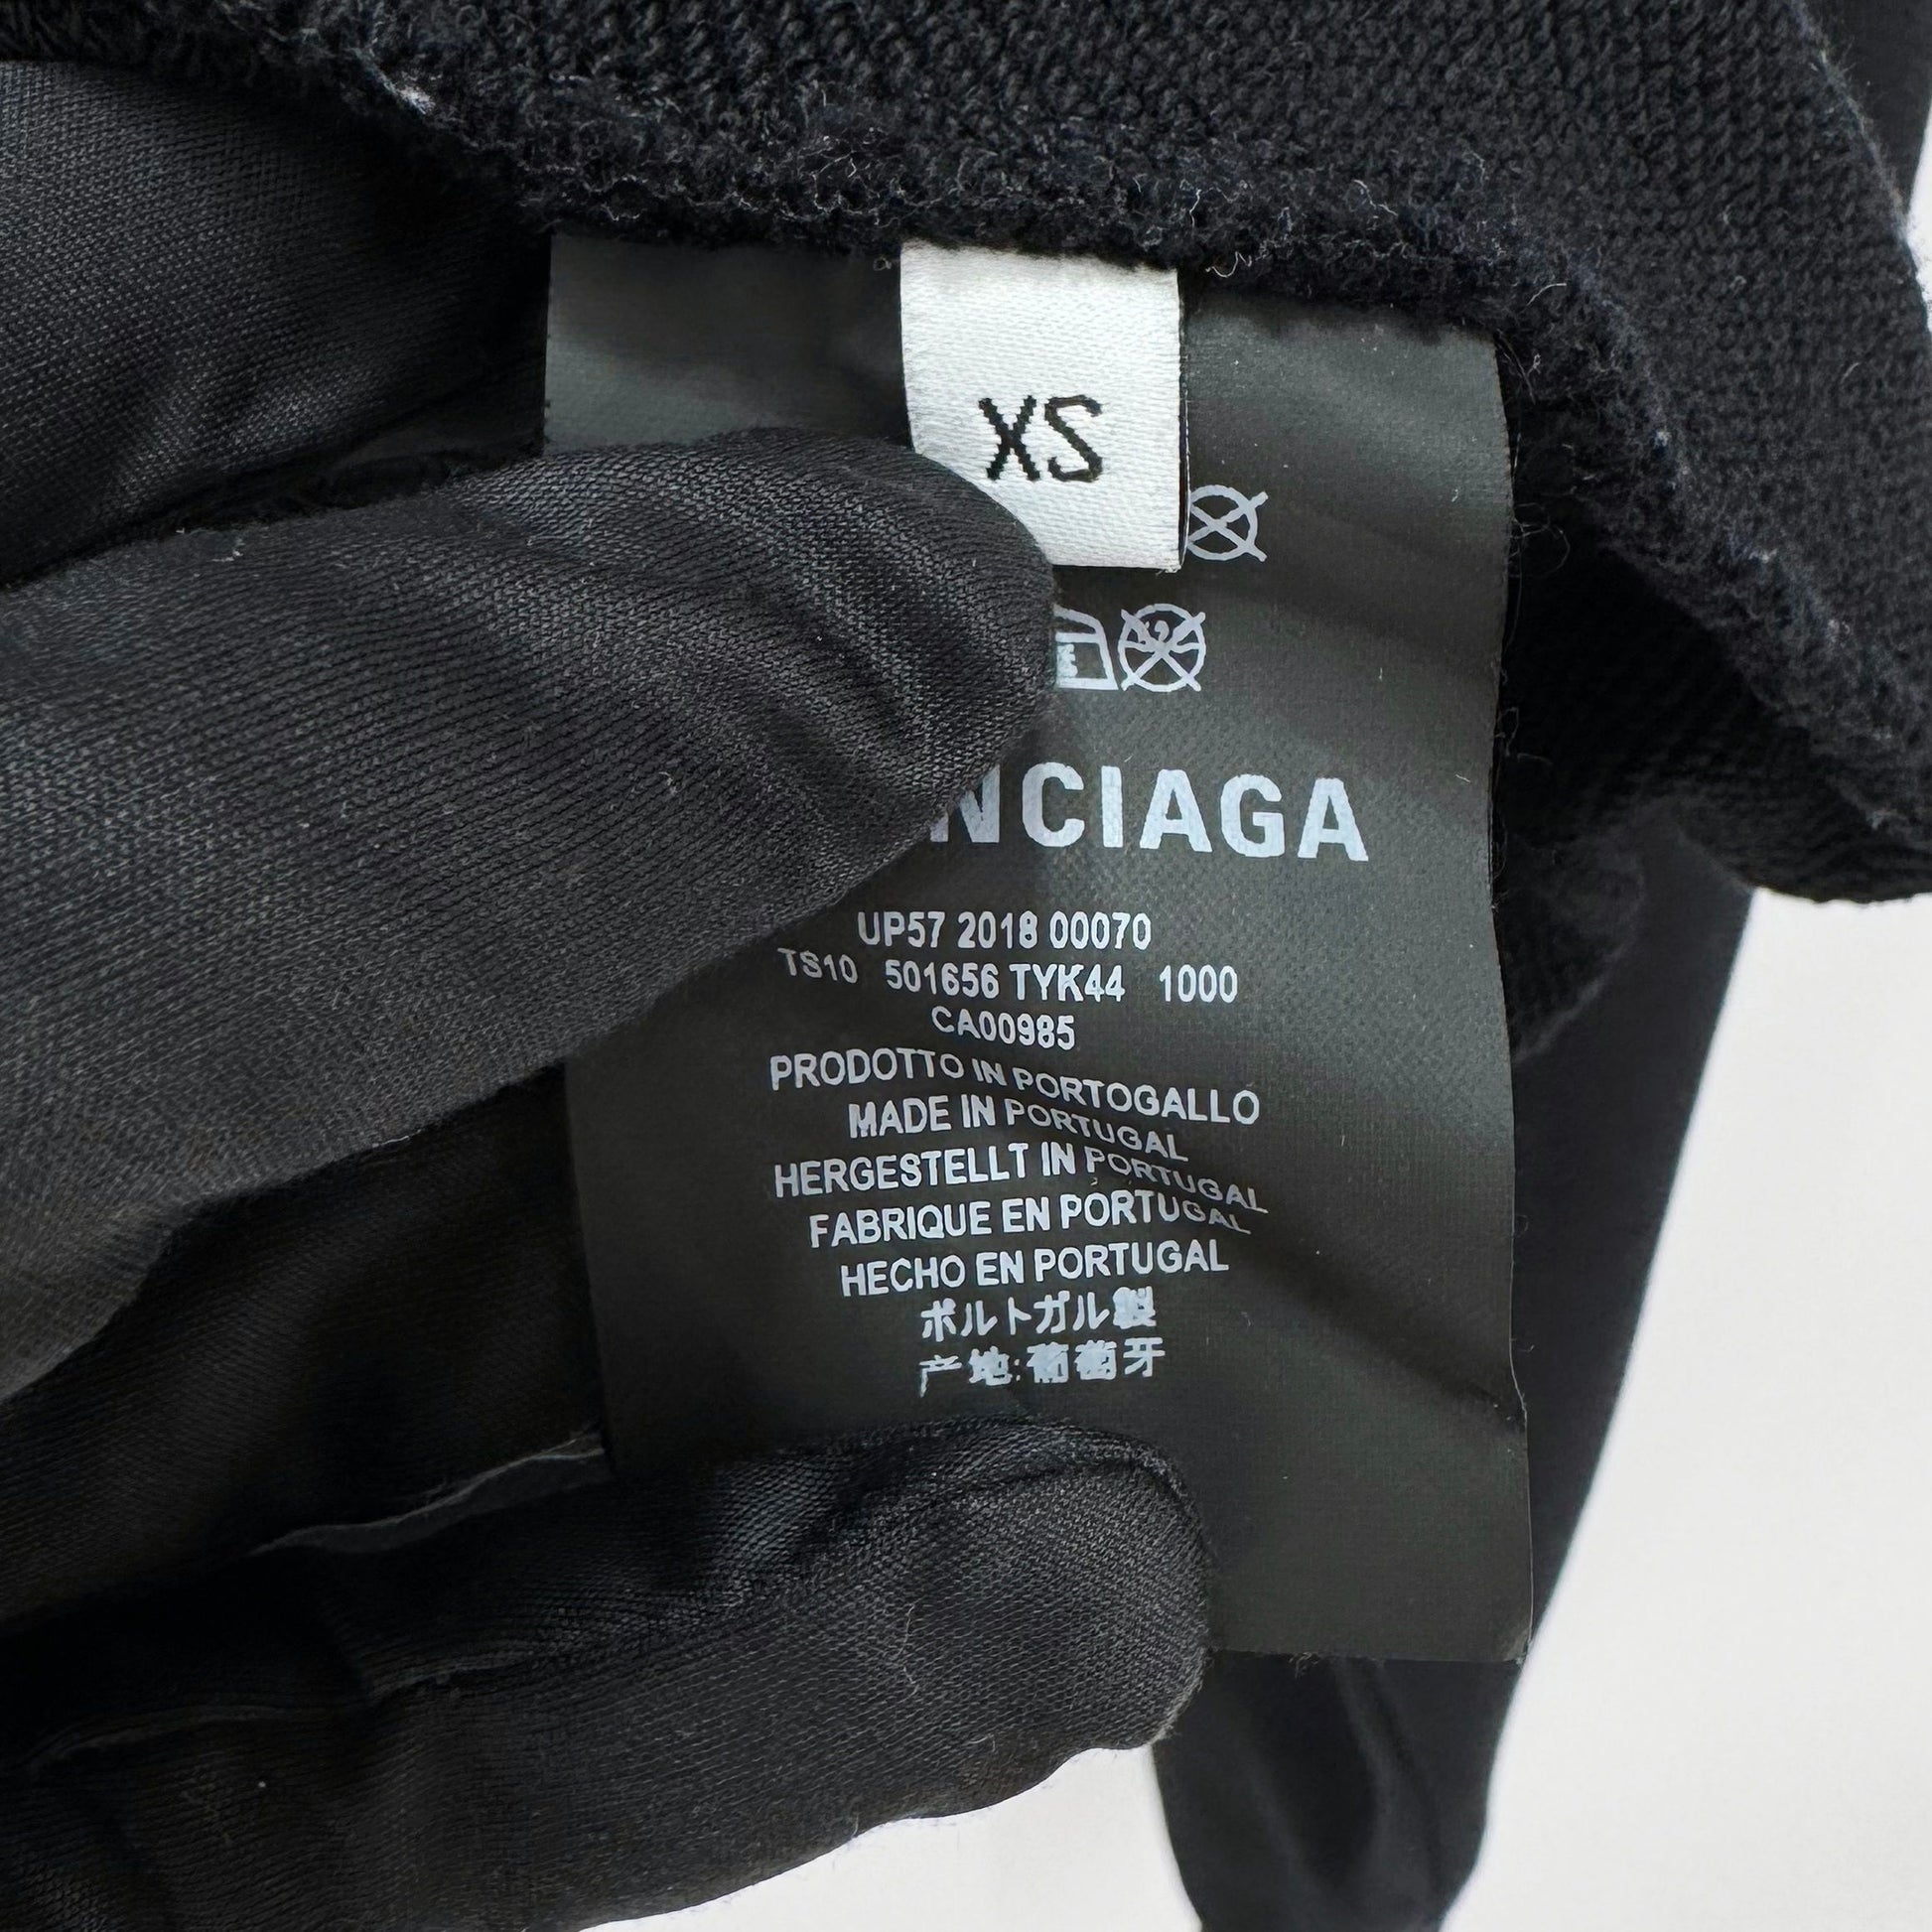 XS
NCIAGA
UP57 2018 00070
TS10 501656 TYK44 1000
CA00985
PRODOTTO IN PORTOGALLO
MADE IN PORTUGAL
HERGESTELLT IN PORTUGAL
FABRIQUE EN PORTUGAL
HECHO EN PORTUGAL
ポルトガル製
产地:葡萄牙